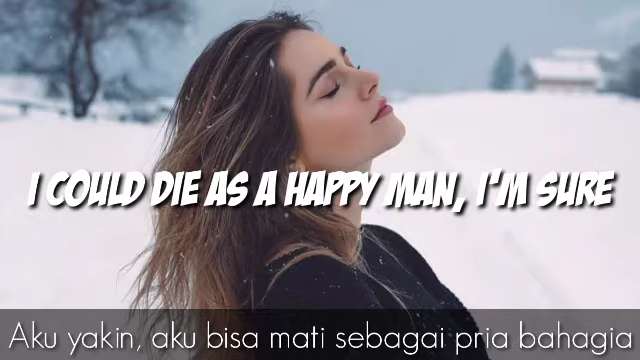 I COULD DIE AS A HAPPY MAN, I'M SURE
Aku yakin, aku bisa mati sebagai pria bahagia